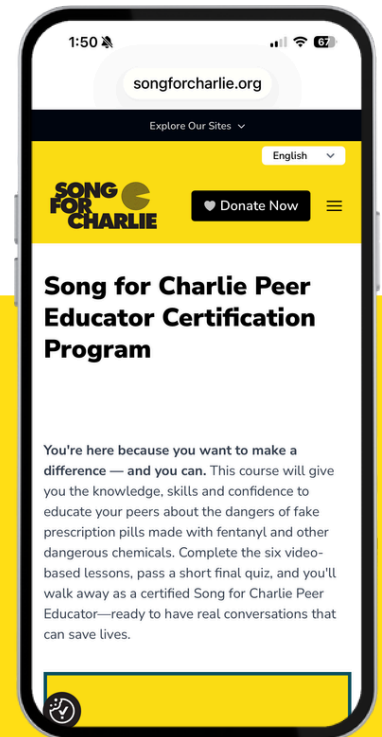 1:50
67
songforcharlie.org
Explore Our Sites
English
SONG
FOR
CHARLIE
Donate Now
Song for Charlie Peer
Educator Certification
Program
You're here because you want to make a
difference — and you can. This course will give
you the knowledge, skills and confidence to
educate your peers about the dangers of fake
prescription pills made with fentanyl and other
dangerous chemicals. Complete the six video-
based lessons, pass a short final quiz, and you'll
walk away as a certified Song for Charlie Peer
Educator—ready to have real conversations that
can save lives.